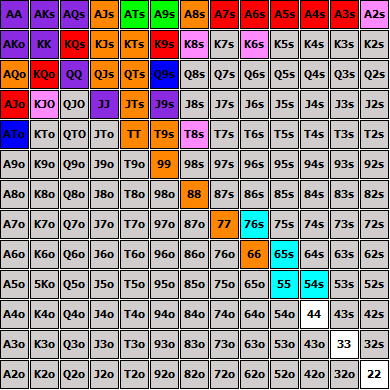 AA AKs AQs AJs ATs A9s A8s A7s A6s A5s A4s A3s A2s
AKo KK KQs KJs KTs K9s K8s K7s K6s K5s K4s K3s K2s
AQo KQo QQ QJs QTs Q9s Q8s Q7s Q6s Q5s Q4s Q3s Q2s
AJo KJO QJO JJ JTs J9s J8s J7s J6s J5s J4s J3s J2s
ATo KTo QTO JTo TT T9s T8s T7s T6s T5s T4s T3s T2s
A9o K9o Q9o J9o T9o 99 98s 97s 96s 95s 94s 93s 92s
A8o K8o Q8o J8o T8o 98o 88 87s 86s 85s 84s 83s 82s
A7o K7o Q7o J7o T7o 97o 87o 77 76s 75s 74s 73s 72s
A6o K6o Q6o J6o T6o 96o 86o 76o 66 65s 64s 63s 62s
A5o 5Ko Q5o J5o T5o 95o 85o 75o 65o 55 54s 53s 52s
A4o K4o Q4o J4o T4o 94o 84o 74o 64o 54o 44 43s 42s
A3o K3o Q3o J3o T3o 93o 83o 73o 63o 53o 43o 33 32s
A2o K2o Q2o J2o T2o 92o 82o 72o 62o 52o 42o 32o 22